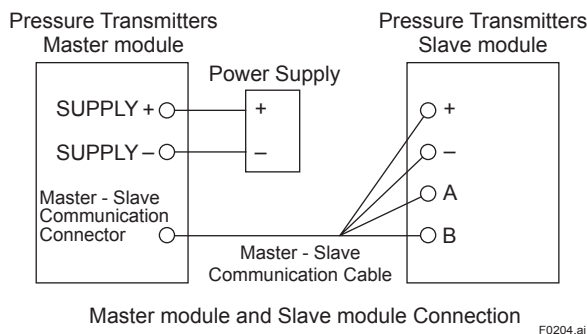 Pressure Transmitters
Master module
Pressure Transmitters
Slave module
Power Supply
SUPPLY +
+
+
SUPPLY –
–
–
Master - Slave
Communication
Connector
A
B
Master - Slave
Communication Cable
Master module and Slave module Connection
F0204.ai